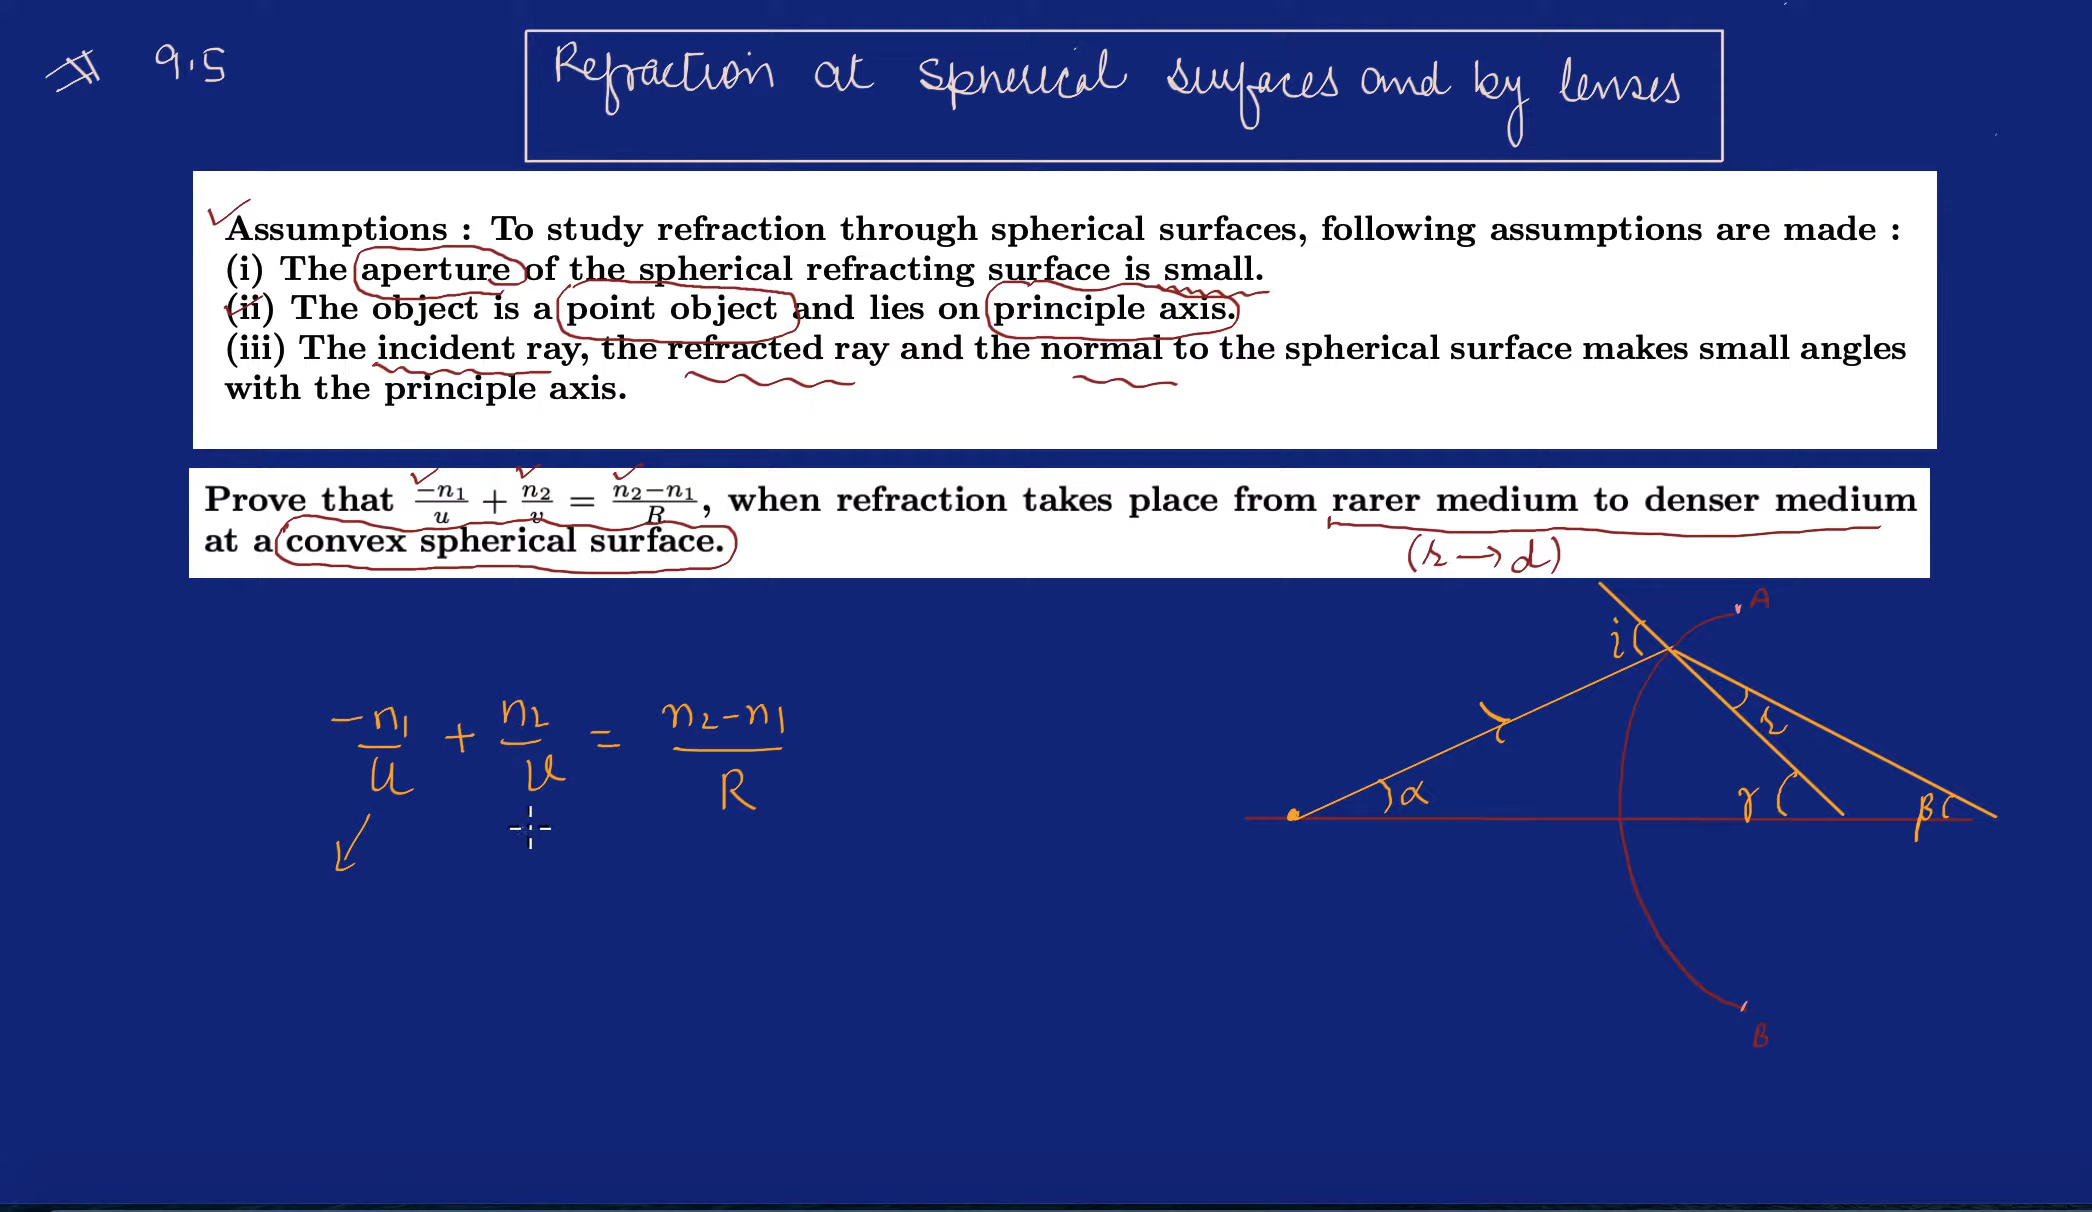 ⇒ 9.5
Refraction at spherical surfaces and by lenses
Assumptions : To study refraction through spherical surfaces, following assumptions are made :
(i) The aperture of the spherical refracting surface is small.
(ii) The object is a point object and lies on principle axis.
(iii) The incident ray, the refracted ray and the normal to the spherical surface makes small angles
with the principle axis.
Prove that -n₁/u + n₂/v = n₂-n₁/R, when refraction takes place from rarer medium to denser medium
at a convex spherical surface.
(r → d)
A
i
-n₁/u + n₂/v = n₂-n₁/R
r
α
γ
β
B